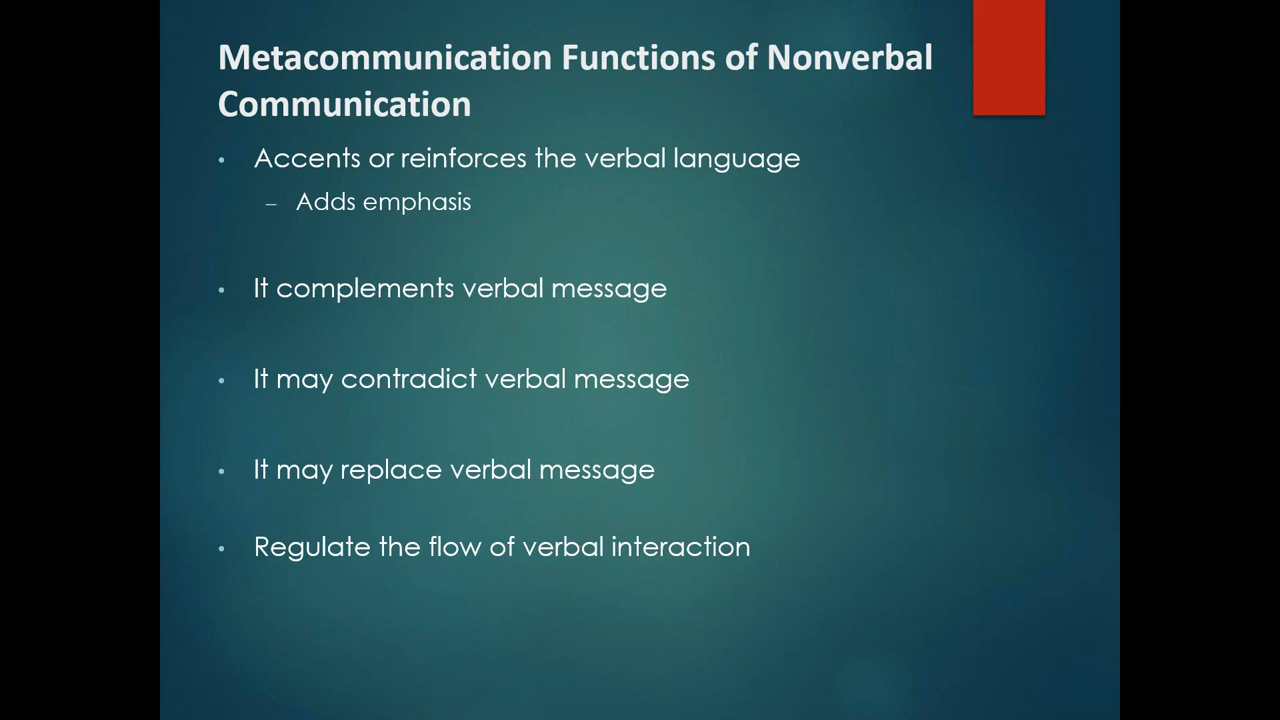 Metacommunication Functions of Nonverbal
Communication
• Accents or reinforces the verbal language
– Adds emphasis
• It complements verbal message
• It may contradict verbal message
• It may replace verbal message
• Regulate the flow of verbal interaction